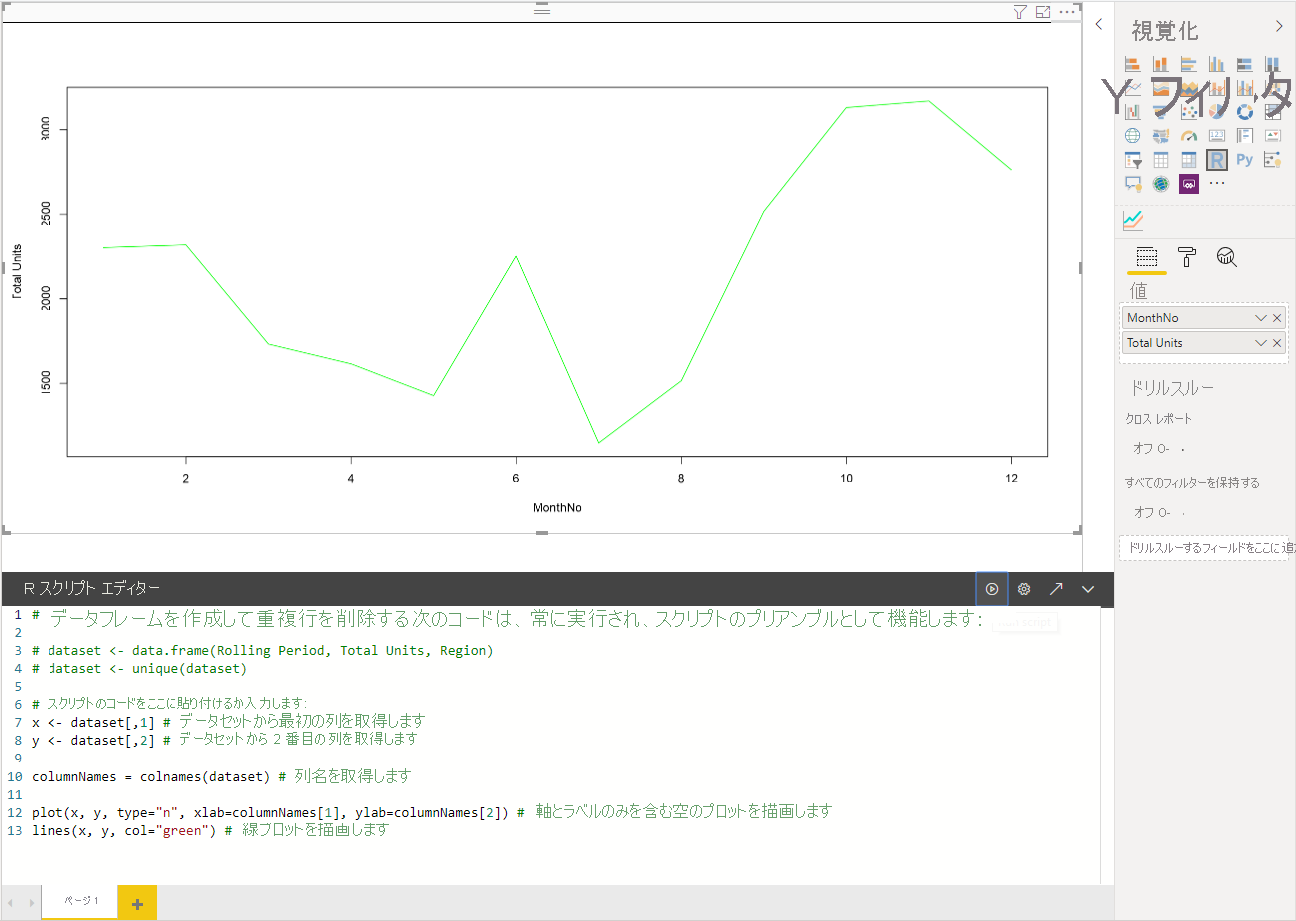 視覚化
Y フィルタ
3000
2500
2000
1500
Total Units
2 4 6 8 10 12
MonthNo
値
MonthNo
Total Units
ドリルスルー
クロス レポート
オフ O-
すべてのフィルターを保持する
オフ O-
ドリルスルーするフィールドをここに追
R スクリプト エディター
1 # データフレームを作成して重複行を削除する次のコードは、常に実行され、スクリプトのプリアンブルとして機能します:
2
3 # dataset <- data.frame(Rolling Period, Total Units, Region)
4 # dataset <- unique(dataset)
5
6 # スクリプトのコードをここに貼り付けるか入力します:
7 x <- dataset[,1] # データセットから最初の列を取得します
8 y <- dataset[,2] # データセットから 2 番目の列を取得します
9
10 columnNames = colnames(dataset) # 列名を取得します
11
12 plot(x, y, type="n", xlab=columnNames[1], ylab=columnNames[2]) # 軸とラベルのみを含む空のプロットを描画します
13 lines(x, y, col="green") # 緑プロットを描画します
ページ 1
R
Py
123